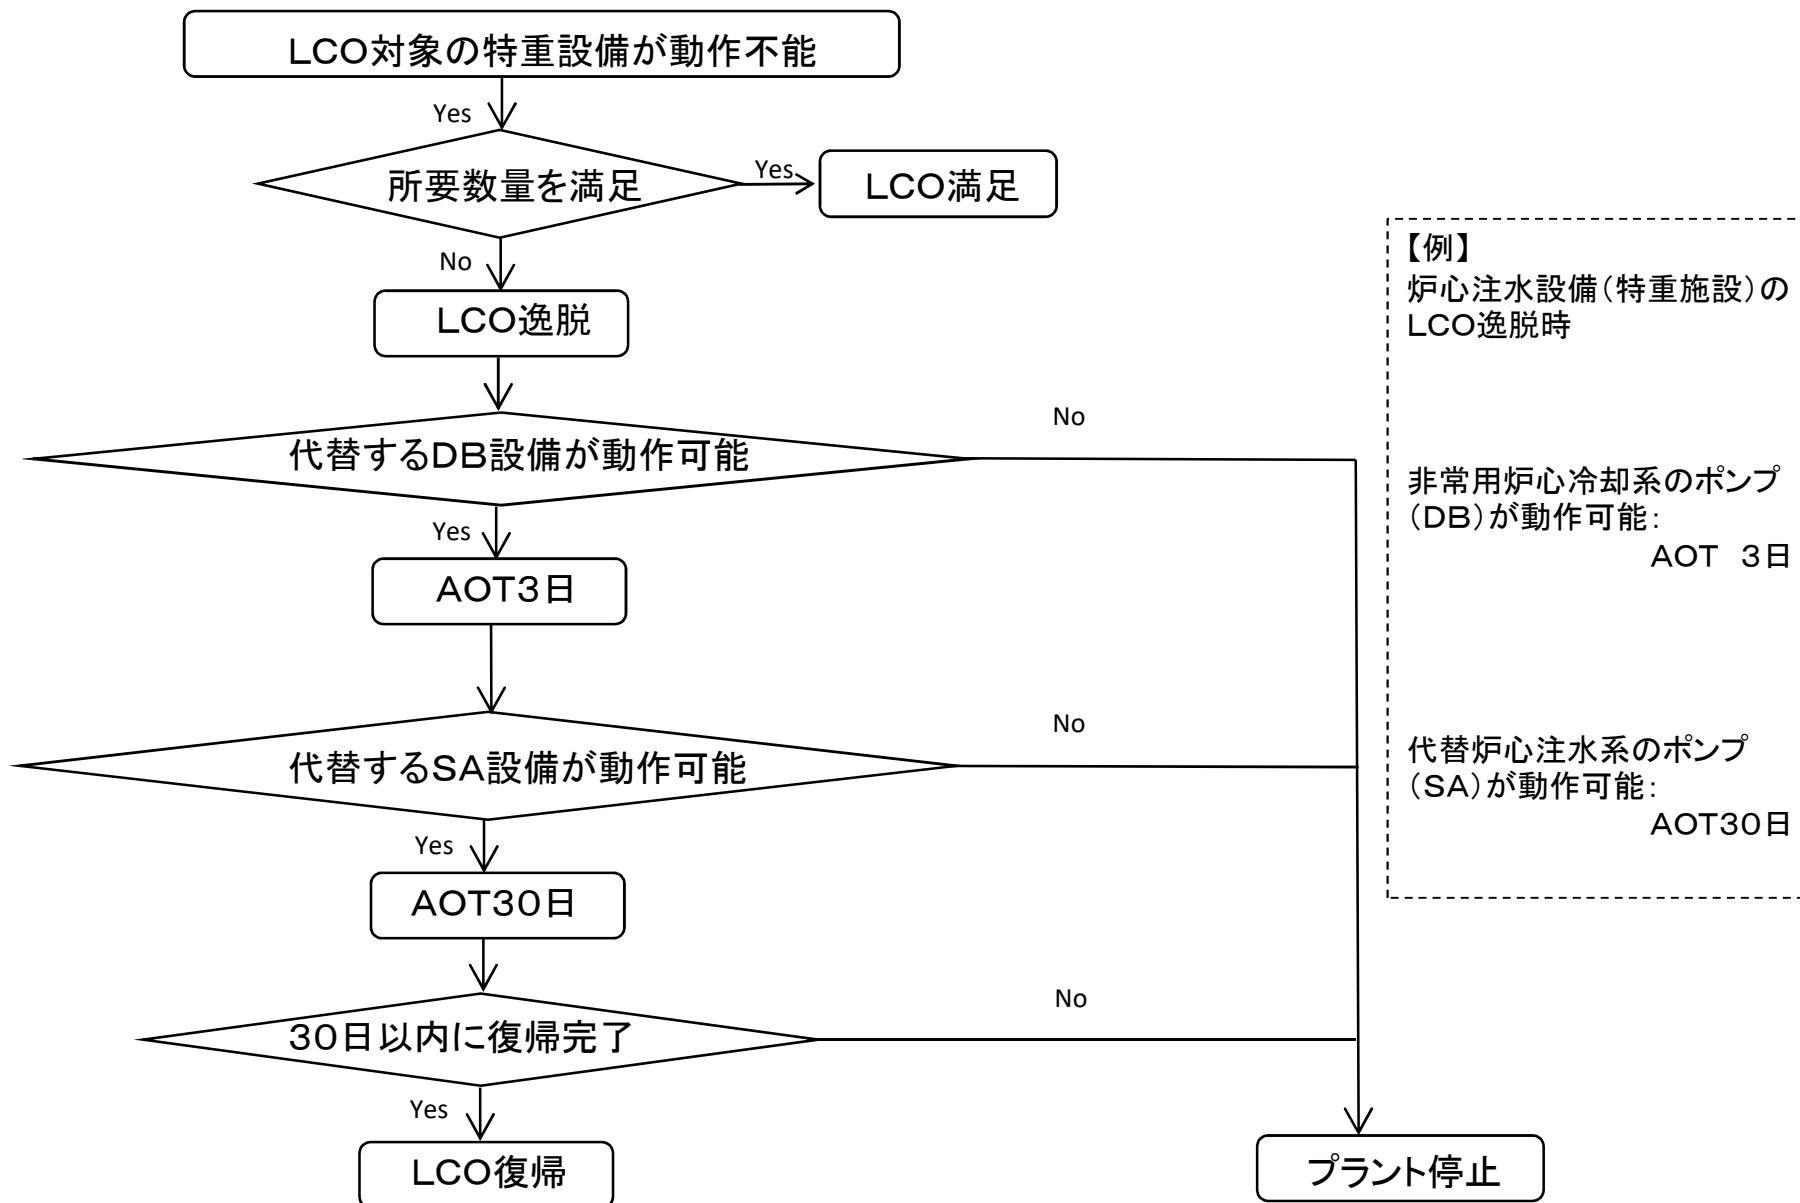 LCO対象の特重設備が動作不能
Yes
所要数量を満足
Yes
LCO満足
No
LCO逸脱
代替するDB設備が動作可能
No
Yes
AOT3日
代替するSA設備が動作可能
No
Yes
AOT30日
30日以内に復帰完了
No
Yes
LCO復帰
プラント停止
【例】
炉心注水設備(特重施設)の
LCO逸脱時
非常用炉心冷却系のポンプ
(DB)が動作可能:
AOT 3日
代替炉心注水系のポンプ
(SA)が動作可能:
AOT30日